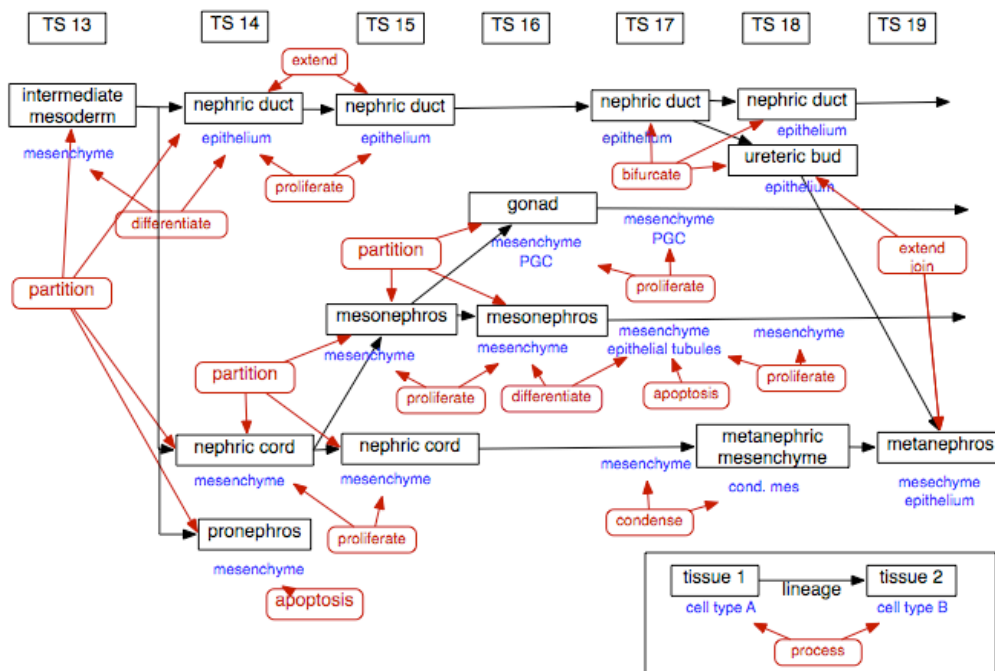 TS 13
TS 14
TS 15
TS 16
TS 17
TS 18
TS 19
extend
intermediate
mesoderm
nephric duct
nephric duct
nephric duct
nephric duct
mesenchyme
epithelium
epithelium
epithelium
epithelium
ureteric bud
epithelium
proliferate
bifurcate
differentiate
gonad
mesenchyme
PGC
mesenchyme
PGC
partition
extend
join
partition
proliferate
mesonephros
mesonephros
mesenchyme
mesenchyme
mesenchyme
epithelial tubules
mesenchyme
partition
proliferate
differentiate
apoptosis
proliferate
nephric cord
nephric cord
metanephric
mesenchyme
metanephros
mesenchyme
mesenchyme
mesenchyme
cond. mes
mesechyme
epithelium
pronephros
proliferate
condense
mesenchyme
apoptosis
tissue 1
lineage
tissue 2
cell type A
cell type B
process